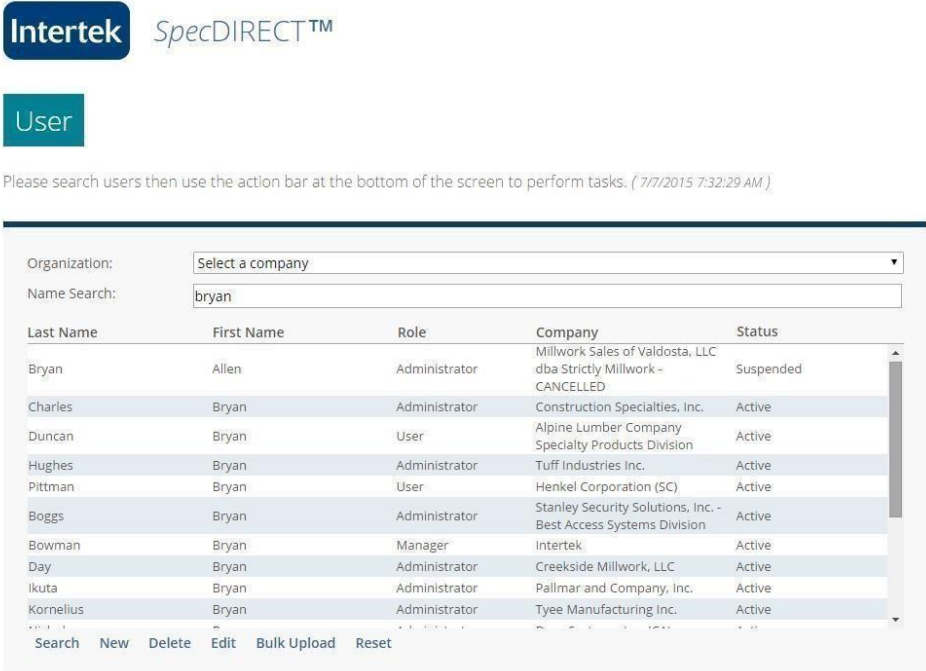 Intertek SpecDIRECT™
User
Please search users then use the action bar at the bottom of the screen to perform tasks. ( 7/7/2015 7:32:29 AM )
Organization: Select a company
Name Search: bryan
Last Name First Name Role Company Status
Bryan Allen Administrator Millwork Sales of Valdosta, LLC dba Strictly Millwork - CANCELLED Suspended
Charles Bryan Administrator Construction Specialties, Inc. Active
Duncan Bryan User Alpine Lumber Company Specialty Products Division Active
Hughes Bryan Administrator Tuff Industries Inc. Active
Pittman Bryan User Henkel Corporation (SC) Active
Boggs Bryan Administrator Stanley Security Solutions, Inc. - Best Access Systems Division Active
Bowman Bryan Manager Intertek Active
Day Bryan Administrator Creekside Millwork, LLC Active
Ikuta Bryan Administrator Pallmar and Company, Inc. Active
Kornelius Bryan Administrator Tyee Manufacturing Inc. Active
Search New Delete Edit Bulk Upload Reset